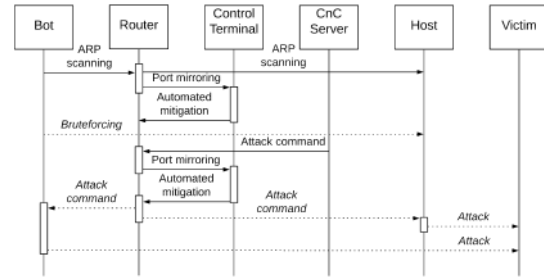 Bot
Router
Control
Terminal
CnC
Server
Host
Victim
ARP
scanning
ARP
scanning
Port mirroring
Automated
mitigation
Bruteforcing
Attack command
Port mirroring
Automated
mitigation
Attack
command
Attack
command
Attack
Attack